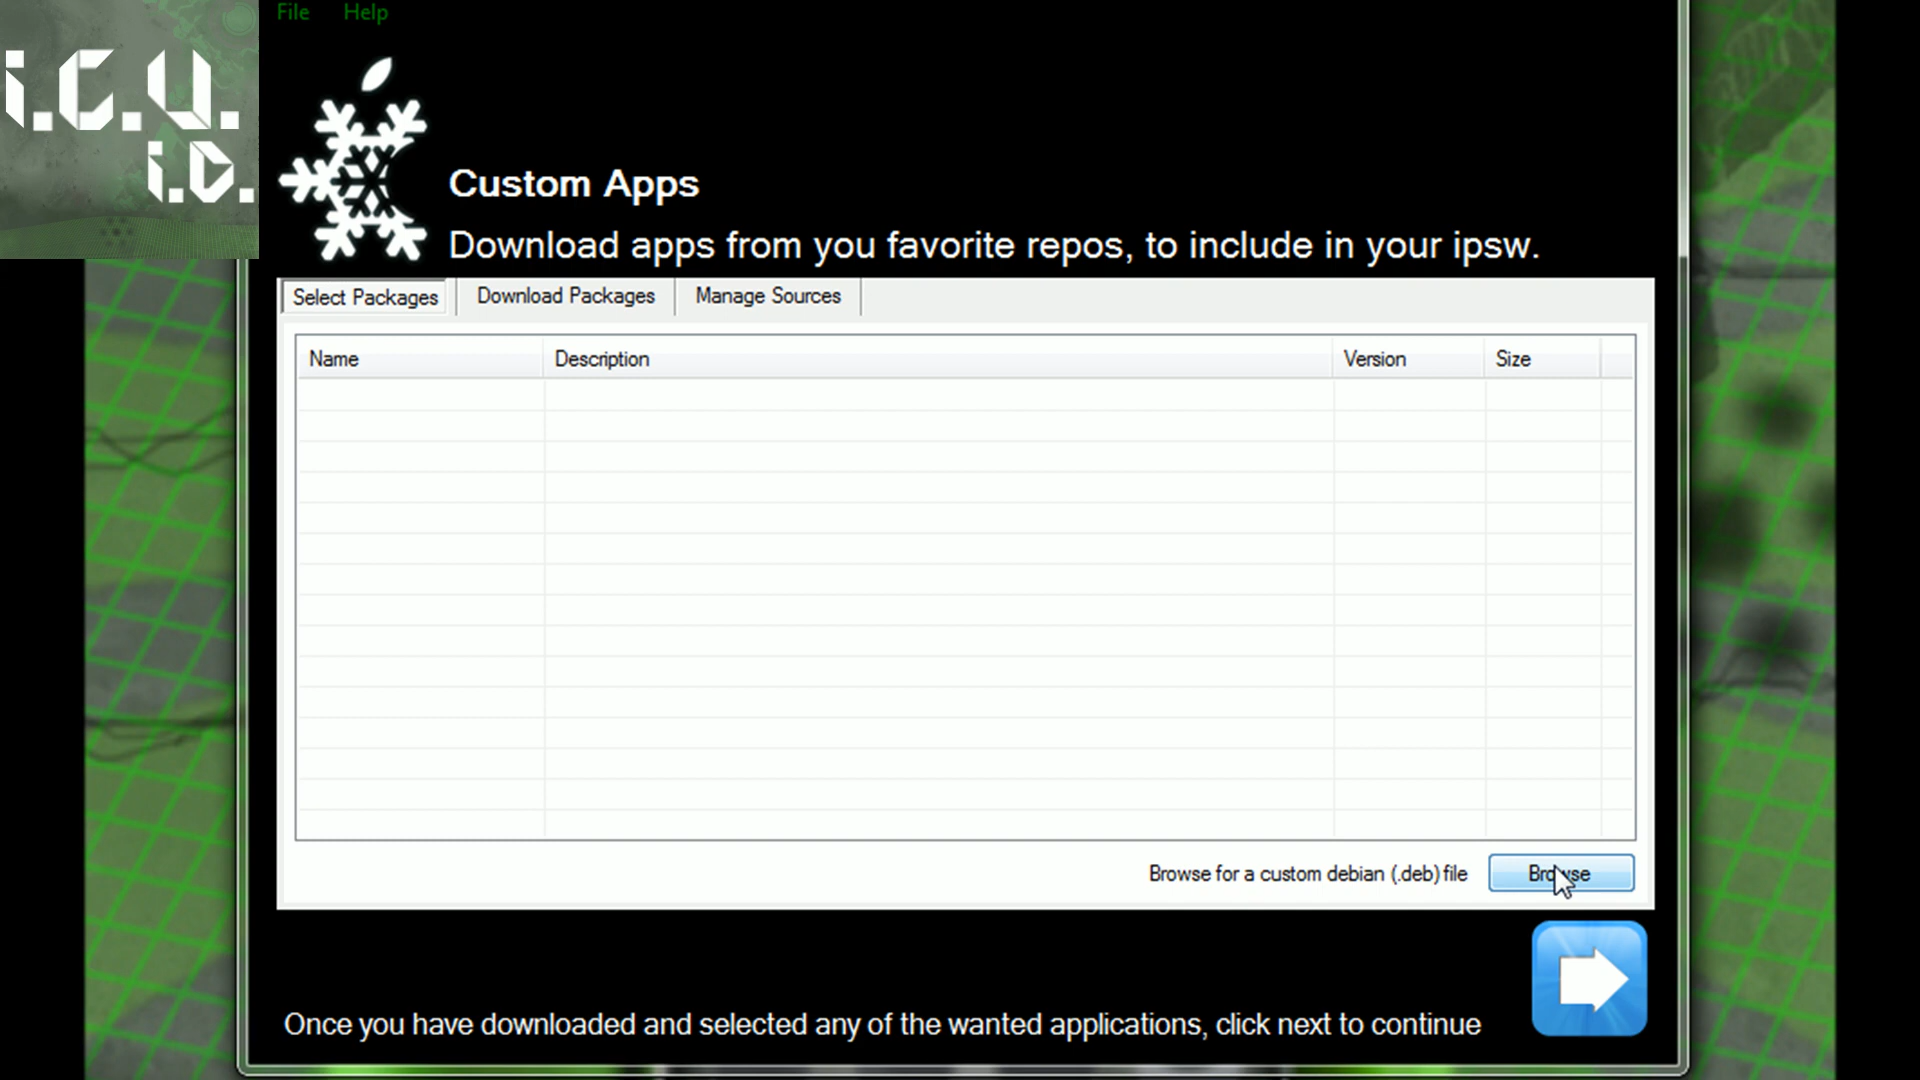 File Help
i.C.U.
i.D.
Custom Apps
Download apps from you favorite repos, to include in your ipsw.
Select Packages Download Packages Manage Sources
Name Description Version Size
Browse for a custom debian (.deb) file Browse
Once you have downloaded and selected any of the wanted applications, click next to continue